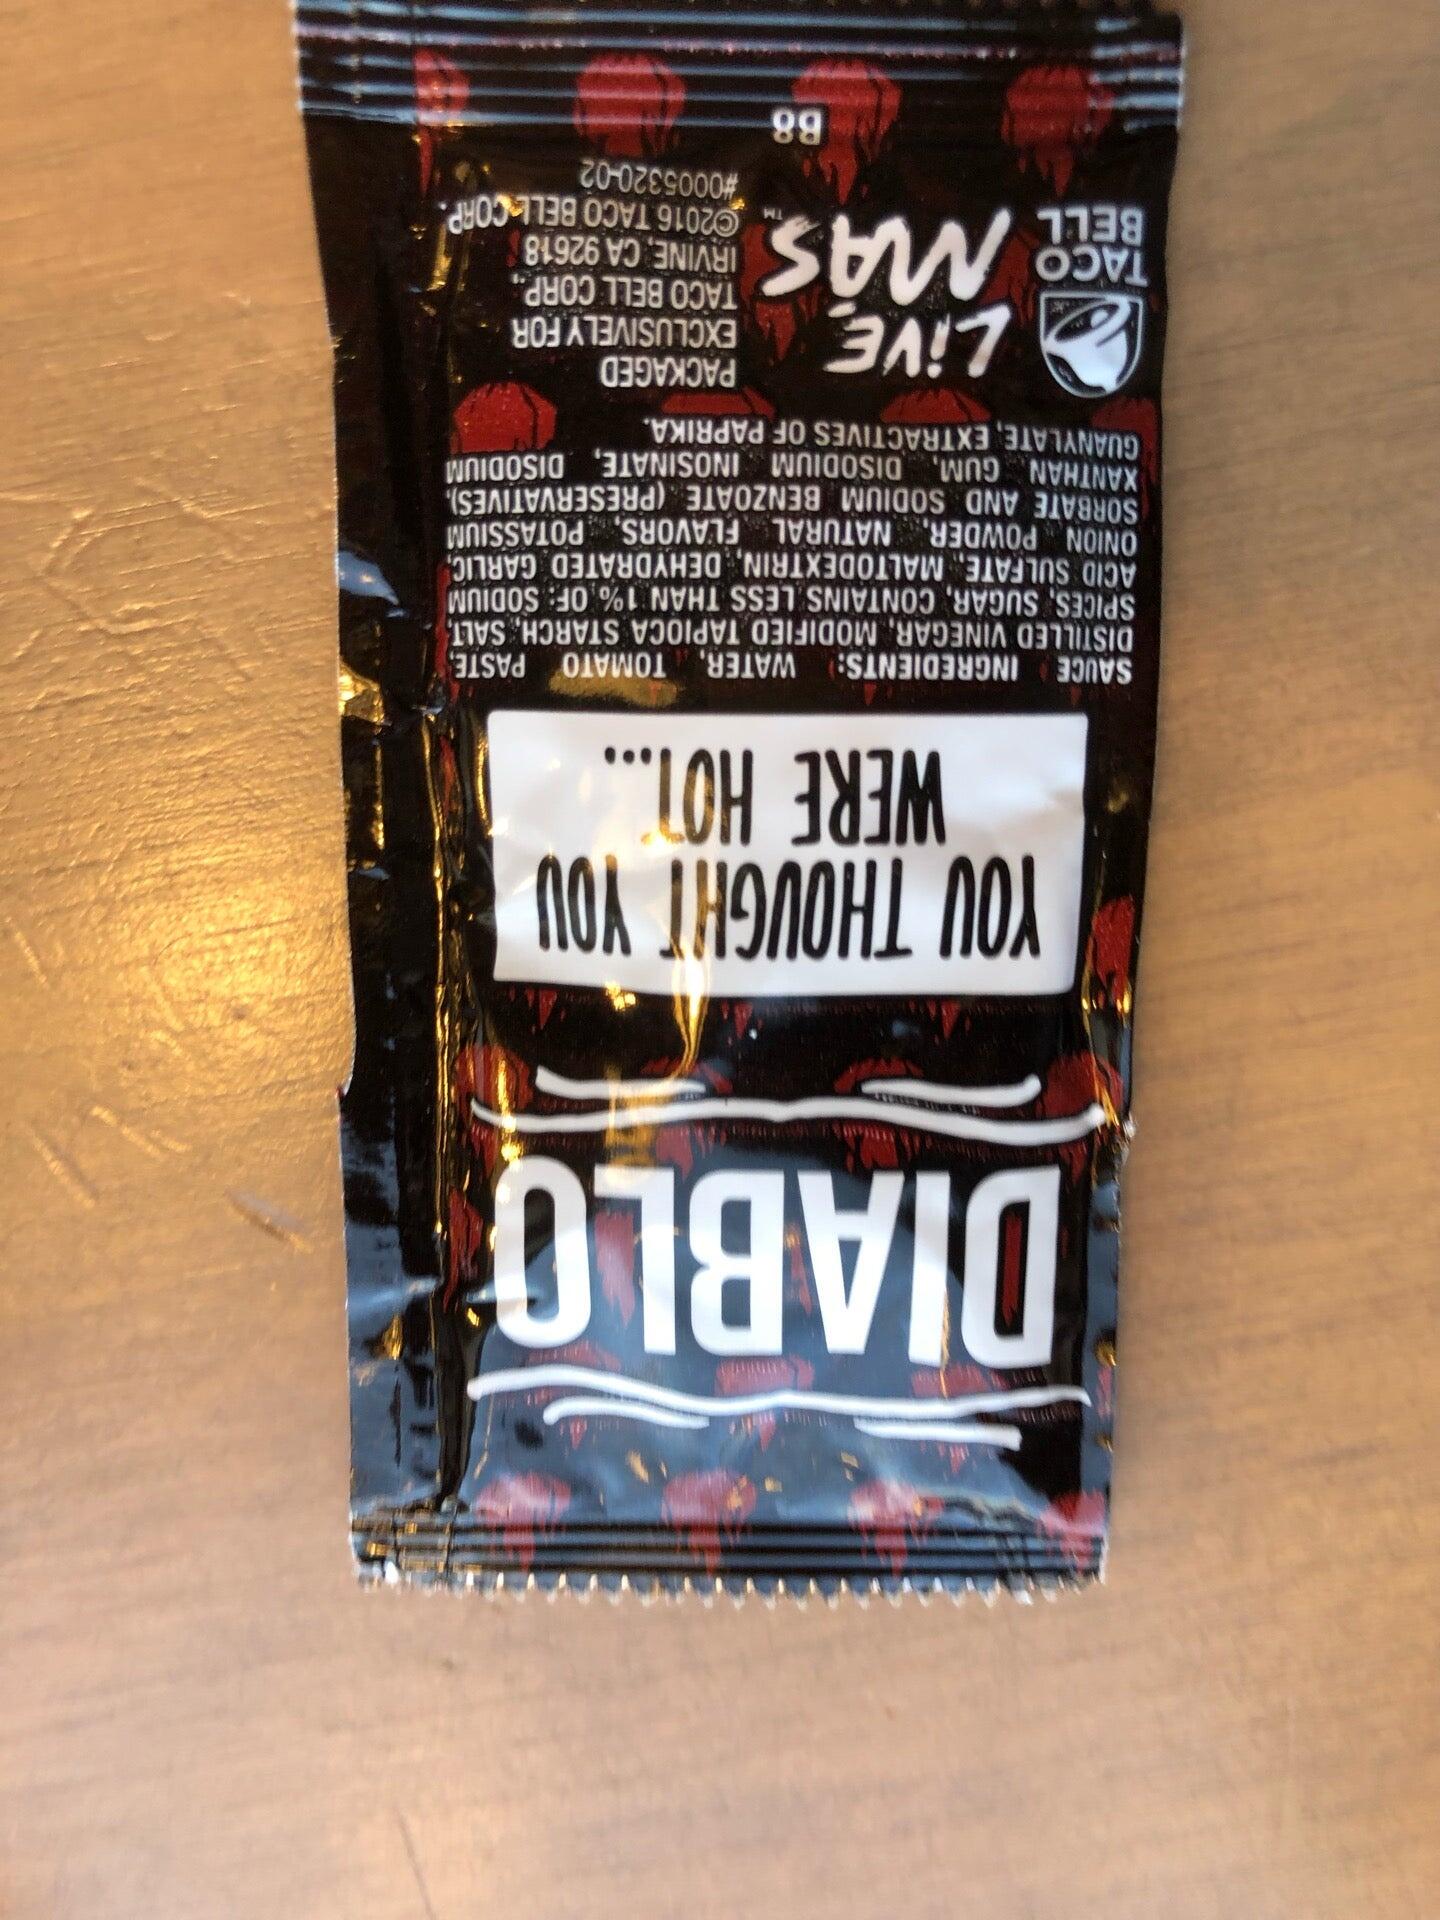 DIABLO
YOU THOUGHT YOU
WERE HOT...
SAUCE INGREDIENTS: WATER, TOMATO PASTE,
DISTILLED VINEGAR, MODIFIED TAPIOCA STARCH, SALT,
SPICES, SUGAR, CONTAINS LESS THAN 1% OF: SODIUM
ACID SULFATE, MALTODEXTRIN, DEHYDRATED GARLIC,
ONION POWDER, NATURAL FLAVORS, POTASSIUM
SORBATE AND SODIUM BENZOATE (PRESERVATIVES),
XANTHAN GUM, DISODIUM INOSINATE, DISODIUM
GUANYLATE, EXTRACTIVES OF PAPRIKA.
TACO
BELL
LiVE
MÁS™
PACKAGED
EXCLUSIVELY FOR
TACO BELL CORP.,
IRVINE, CA 92618
©2016 TACO BELL CORP.
#0005320-02
B8